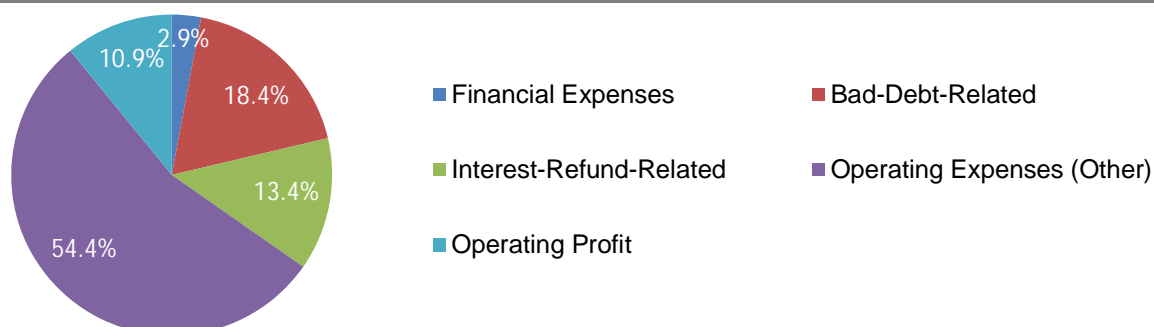 2.9%
10.9%
18.4%
Financial Expenses
Bad-Debt-Related
13.4%
Interest-Refund-Related
Operating Expenses (Other)
54.4%
Operating Profit